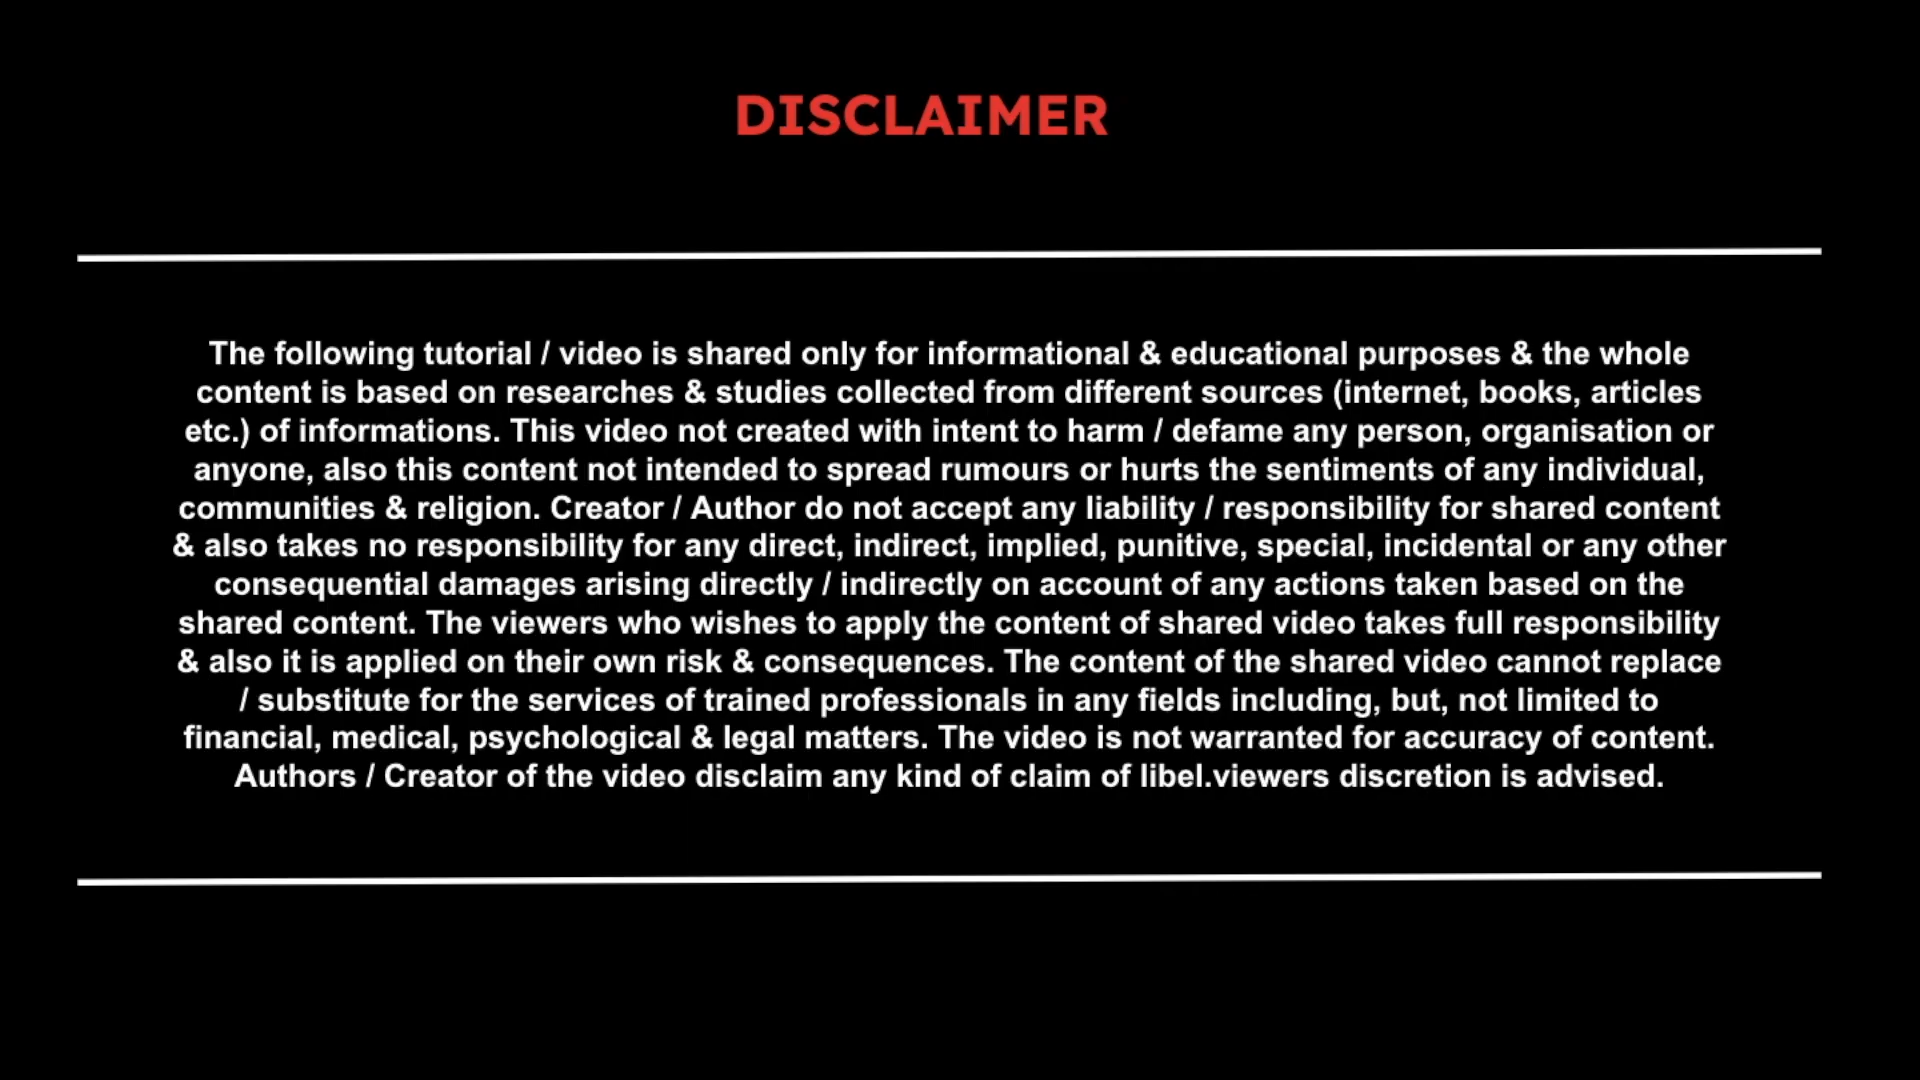 DISCLAIMER
The following tutorial / video is shared only for informational & educational purposes & the whole
content is based on researches & studies collected from different sources (internet, books, articles
etc.) of informations. This video not created with intent to harm / defame any person, organisation or
anyone, also this content not intended to spread rumours or hurts the sentiments of any individual,
communities & religion. Creator / Author do not accept any liability / responsibility for shared content
& also takes no responsibility for any direct, indirect, implied, punitive, special, incidental or any other
consequential damages arising directly / indirectly on account of any actions taken based on the
shared content. The viewers who wishes to apply the content of shared video takes full responsibility
& also it is applied on their own risk & consequences. The content of the shared video cannot replace
/ substitute for the services of trained professionals in any fields including, but, not limited to
financial, medical, psychological & legal matters. The video is not warranted for accuracy of content.
Authors / Creator of the video disclaim any kind of claim of libel.viewers discretion is advised.